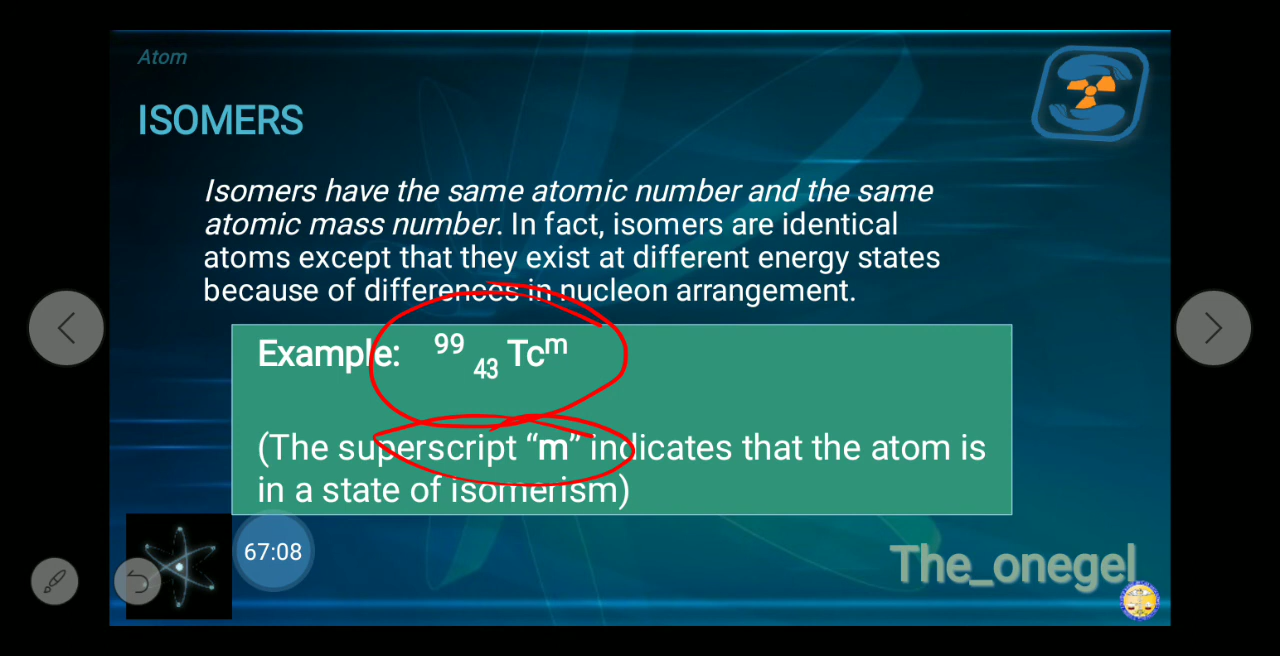 Atom
ISOMERS
Isomers have the same atomic number and the same
atomic mass number. In fact, isomers are identical
atoms except that they exist at different energy states
because of differences in nucleon arrangement.
Example: 99 43 Tcm
(The superscript “m” indicates that the atom is
in a state of isomerism)
67:08
The_onegel